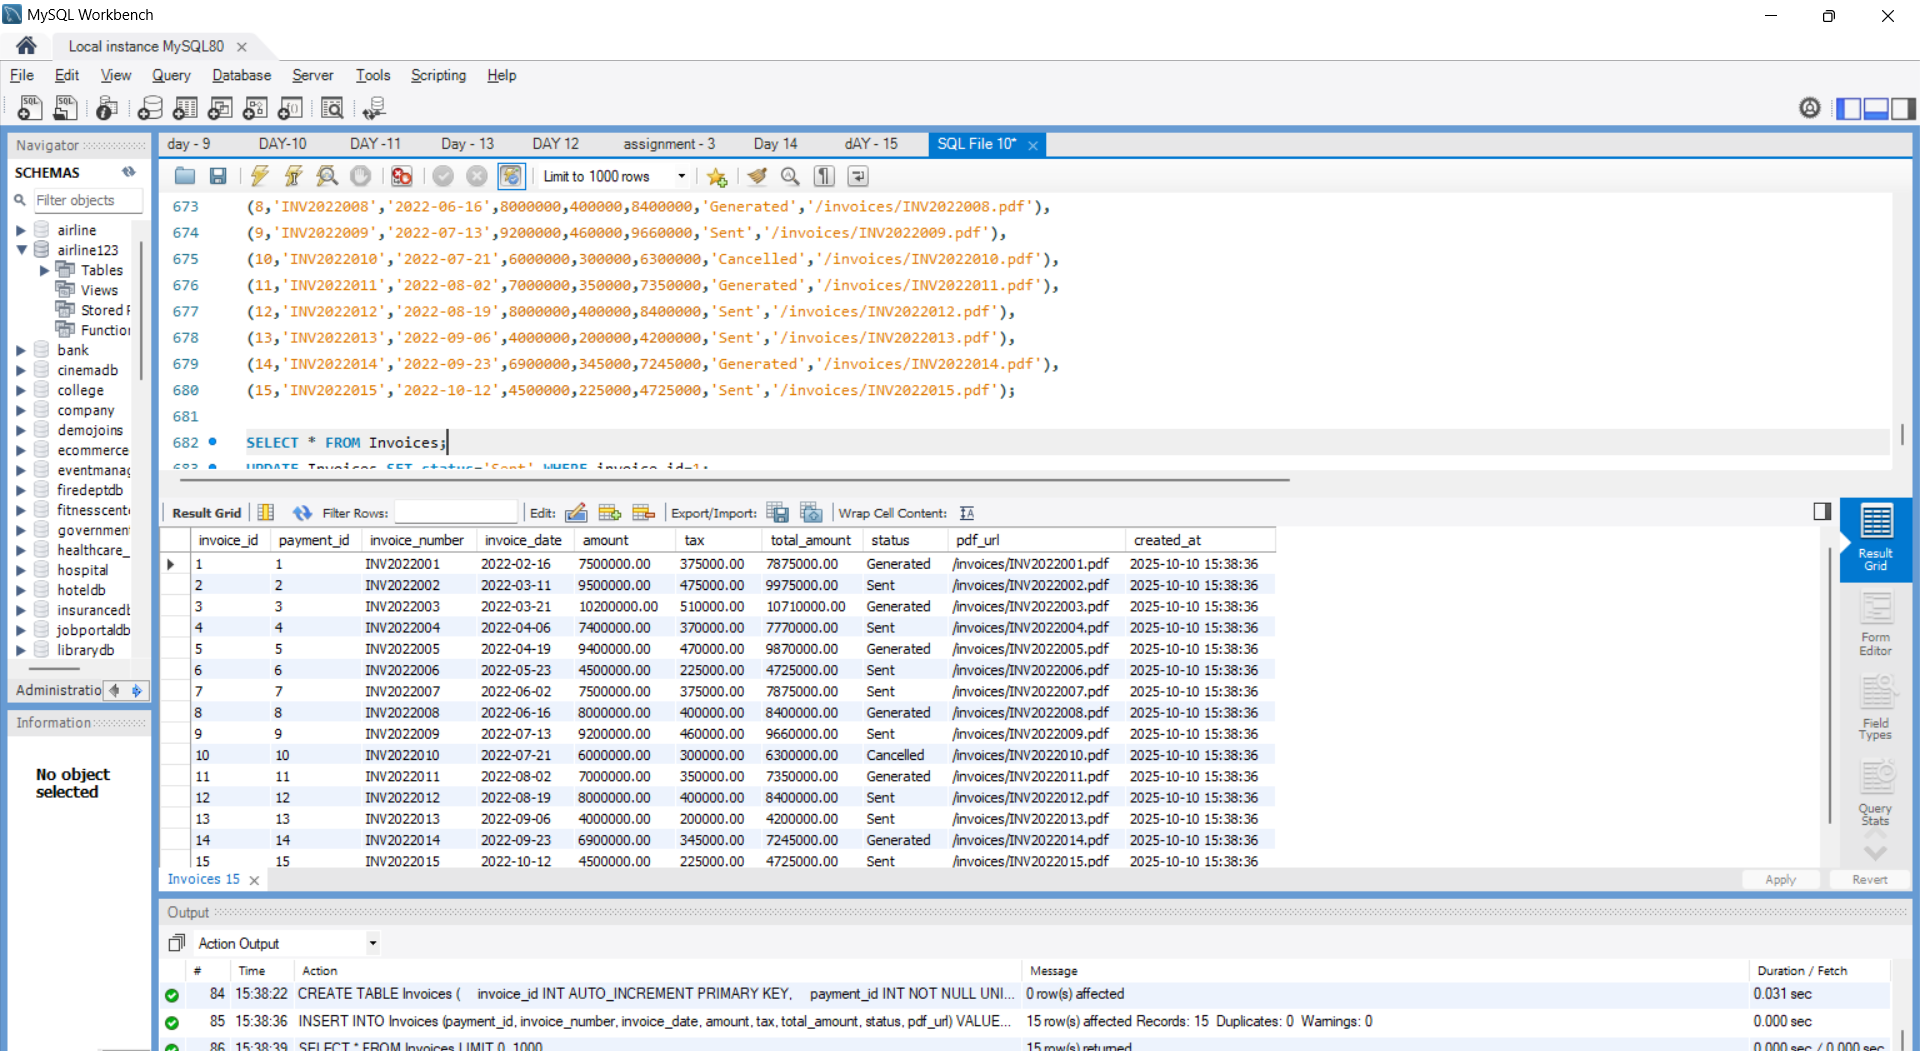 MySQL Workbench
Local instance MySQL80
File Edit View Query Database Server Tools Scripting Help
Navigator
SCHEMAS
Filter objects
airline
airline123
Tables
Views
Stored
Function
bank
cinemadb
college
company
demojoins
ecommerce
eventmanag
firedeptdb
fitnesscent
government
healthcare_
hospital
hoteldb
insurancedb
jobportaldb
librarydb
Administratio
Information
No object
selected
day - 9 DAY-10 DAY -11 Day - 13 DAY 12 assignment - 3 Day 14 dAY - 15 SQL File 10*
Limit to 1000 rows
673 (8,'INV2022008','2022-06-16',8000000,400000,8400000,'Generated','/invoices/INV2022008.pdf'),
674 (9,'INV2022009','2022-07-13',9200000,460000,9660000,'Sent','/invoices/INV2022009.pdf'),
675 (10,'INV2022010','2022-07-21',6000000,300000,6300000,'Cancelled','/invoices/INV2022010.pdf'),
676 (11,'INV2022011','2022-08-02',7000000,350000,7350000,'Generated','/invoices/INV2022011.pdf'),
677 (12,'INV2022012','2022-08-19',8000000,400000,8400000,'Sent','/invoices/INV2022012.pdf'),
678 (13,'INV2022013','2022-09-06',4000000,200000,4200000,'Sent','/invoices/INV2022013.pdf'),
679 (14,'INV2022014','2022-09-23',6900000,345000,7245000,'Generated','/invoices/INV2022014.pdf'),
680 (15,'INV2022015','2022-10-12',4500000,225000,4725000,'Sent','/invoices/INV2022015.pdf');
681
682 SELECT * FROM Invoices;
683 UPDATE Invoices SET status='Sent' WHERE invoice_id=1;
Result Grid Filter Rows: Edit: Export/Import: Wrap Cell Content:
invoice_id payment_id invoice_number invoice_date amount tax total_amount status pdf_url created_at
1 1 INV2022001 2022-02-16 7500000.00 375000.00 7875000.00 Generated /invoices/INV2022001.pdf 2025-10-10 15:38:36
2 2 INV2022002 2022-03-11 9500000.00 475000.00 9975000.00 Sent /invoices/INV2022002.pdf 2025-10-10 15:38:36
3 3 INV2022003 2022-03-21 10200000.00 510000.00 10710000.00 Generated /invoices/INV2022003.pdf 2025-10-10 15:38:36
4 4 INV2022004 2022-04-06 7400000.00 370000.00 7770000.00 Sent /invoices/INV2022004.pdf 2025-10-10 15:38:36
5 5 INV2022005 2022-04-19 9400000.00 470000.00 9870000.00 Generated /invoices/INV2022005.pdf 2025-10-10 15:38:36
6 6 INV2022006 2022-05-23 4500000.00 225000.00 4725000.00 Sent /invoices/INV2022006.pdf 2025-10-10 15:38:36
7 7 INV2022007 2022-06-02 7500000.00 375000.00 7875000.00 Sent /invoices/INV2022007.pdf 2025-10-10 15:38:36
8 8 INV2022008 2022-06-16 8000000.00 400000.00 8400000.00 Generated /invoices/INV2022008.pdf 2025-10-10 15:38:36
9 9 INV2022009 2022-07-13 9200000.00 460000.00 9660000.00 Sent /invoices/INV2022009.pdf 2025-10-10 15:38:36
10 10 INV2022010 2022-07-21 6000000.00 300000.00 6300000.00 Cancelled /invoices/INV2022010.pdf 2025-10-10 15:38:36
11 11 INV2022011 2022-08-02 7000000.00 350000.00 7350000.00 Generated /invoices/INV2022011.pdf 2025-10-10 15:38:36
12 12 INV2022012 2022-08-19 8000000.00 400000.00 8400000.00 Sent /invoices/INV2022012.pdf 2025-10-10 15:38:36
13 13 INV2022013 2022-09-06 4000000.00 200000.00 4200000.00 Sent /invoices/INV2022013.pdf 2025-10-10 15:38:36
14 14 INV2022014 2022-09-23 6900000.00 345000.00 7245000.00 Generated /invoices/INV2022014.pdf 2025-10-10 15:38:36
15 15 INV2022015 2022-10-12 4500000.00 225000.00 4725000.00 Sent /invoices/INV2022015.pdf 2025-10-10 15:38:36
Result
Grid
Form
Editor
Field
Types
Query
Stats
Invoices 15
Apply Revert
Output
Action Output
# Time Action Message Duration / Fetch
84 15:38:22 CREATE TABLE Invoices ( invoice_id INT AUTO_INCREMENT PRIMARY KEY, payment_id INT NOT NULL UNI... 0 row(s) affected 0.031 sec
85 15:38:36 INSERT INTO Invoices (payment_id, invoice_number, invoice_date, amount, tax, total_amount, status, pdf_url) VALUE... 15 row(s) affected Records: 15 Duplicates: 0 Warnings: 0 0.000 sec
86 15:38:39 SELECT * FROM Invoices LIMIT 0, 1000 15 row(s) returned 0.000 sec / 0.000 sec